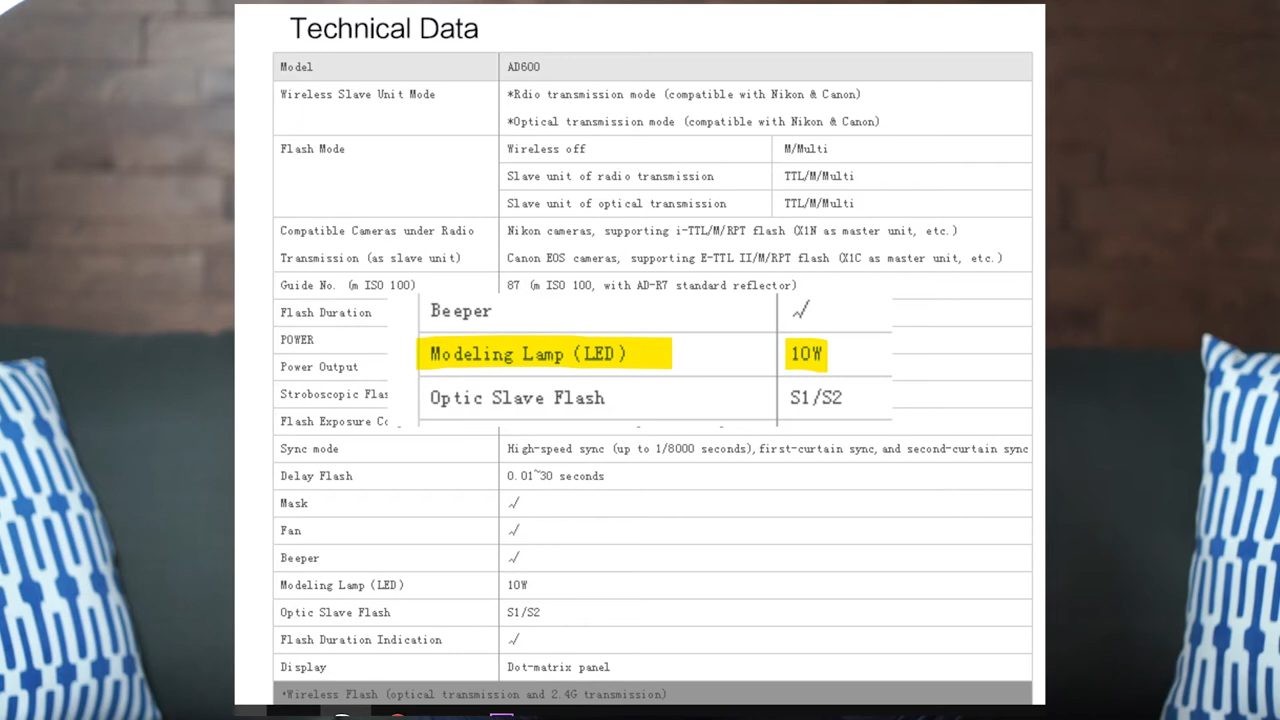 Technical Data
Model AD600
Wireless Slave Unit Mode *Rdio transmission mode (compatible with Nikon & Canon)
*Optical transmission mode (compatible with Nikon & Canon)
Flash Mode Wireless off M/Multi
Slave unit of radio transmission TTL/M/Multi
Slave unit of optical transmission TTL/M/Multi
Compatible Cameras under Radio Nikon cameras, supporting i-TTL/M/RPT flash (X1N as master unit, etc.)
Transmission (as slave unit) Canon EOS cameras, supporting E-TTL II/M/RPT flash (X1C as master unit, etc.)
Guide No. (m ISO 100) 87 (m ISO 100, with AD-R7 standard reflector)
Flash Duration
Beeper √
POWER
Modeling Lamp (LED) 10W
Power Output
Stroboscopic
Optic Slave Flash S1/S2
Flash Exposure
Sync mode High-speed sync (up to 1/8000 seconds), first-curtain sync, and second-curtain sync
Delay Flash 0.01~30 seconds
Mask √
Fan √
Beeper √
Modeling Lamp (LED) 10W
Optic Slave Flash S1/S2
Flash Duration Indication √
Display Dot-matrix panel
•Wireless Flash (optical transmission and 2.4G transmission)